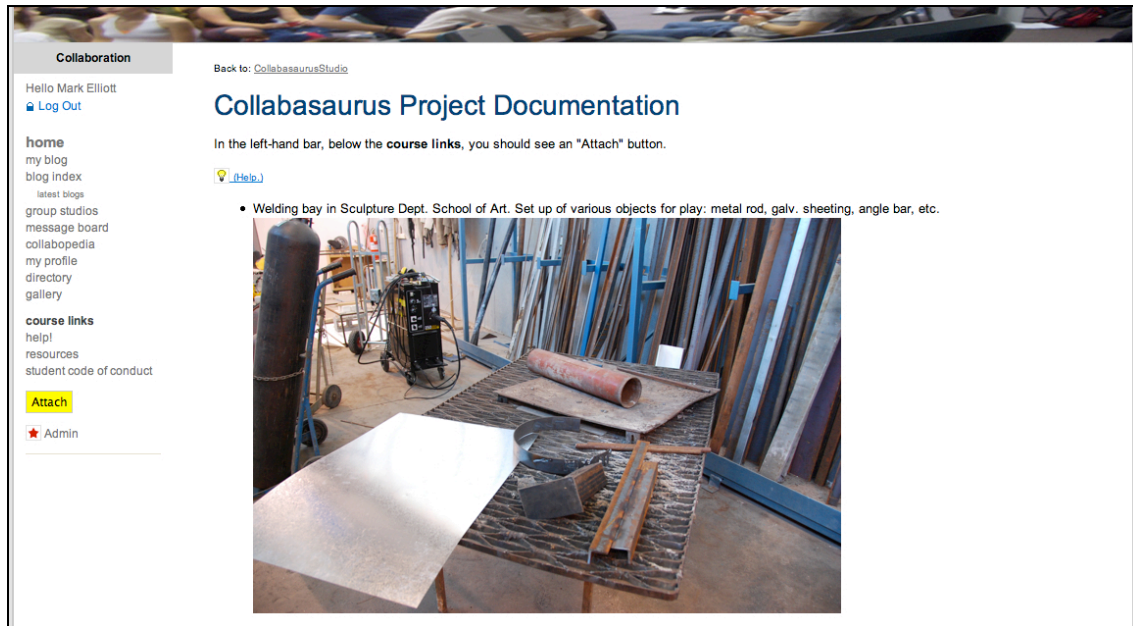 Collaboration
Hello Mark Elliott
Log Out
home
my blog
blog index
latest blogs
group studios
message board
collabopedia
my profile
directory
gallery
course links
help!
resources
student code of conduct
Attach
Admin
Back to: CollabasaurusStudio
Collabasaurus Project Documentation
In the left-hand bar, below the course links, you should see an "Attach" button.
(Help.)
Welding bay in Sculpture Dept. School of Art. Set up of various objects for play: metal rod, galv. sheeting, angle bar, etc.